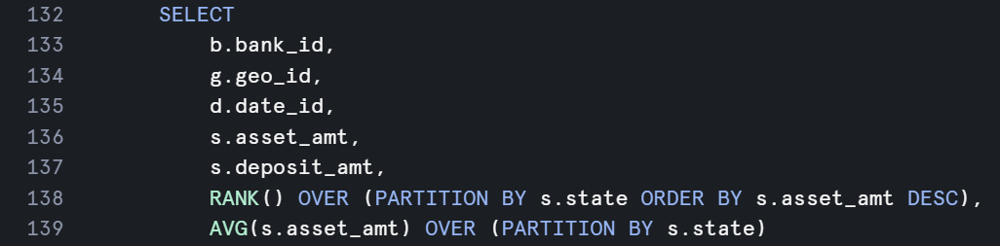 132 SELECT
133 b.bank_id,
134 g.geo_id,
135 d.date_id,
136 s.asset_amt,
137 s.deposit_amt,
138 RANK() OVER (PARTITION BY s.state ORDER BY s.asset_amt DESC),
139 AVG(s.asset_amt) OVER (PARTITION BY s.state)